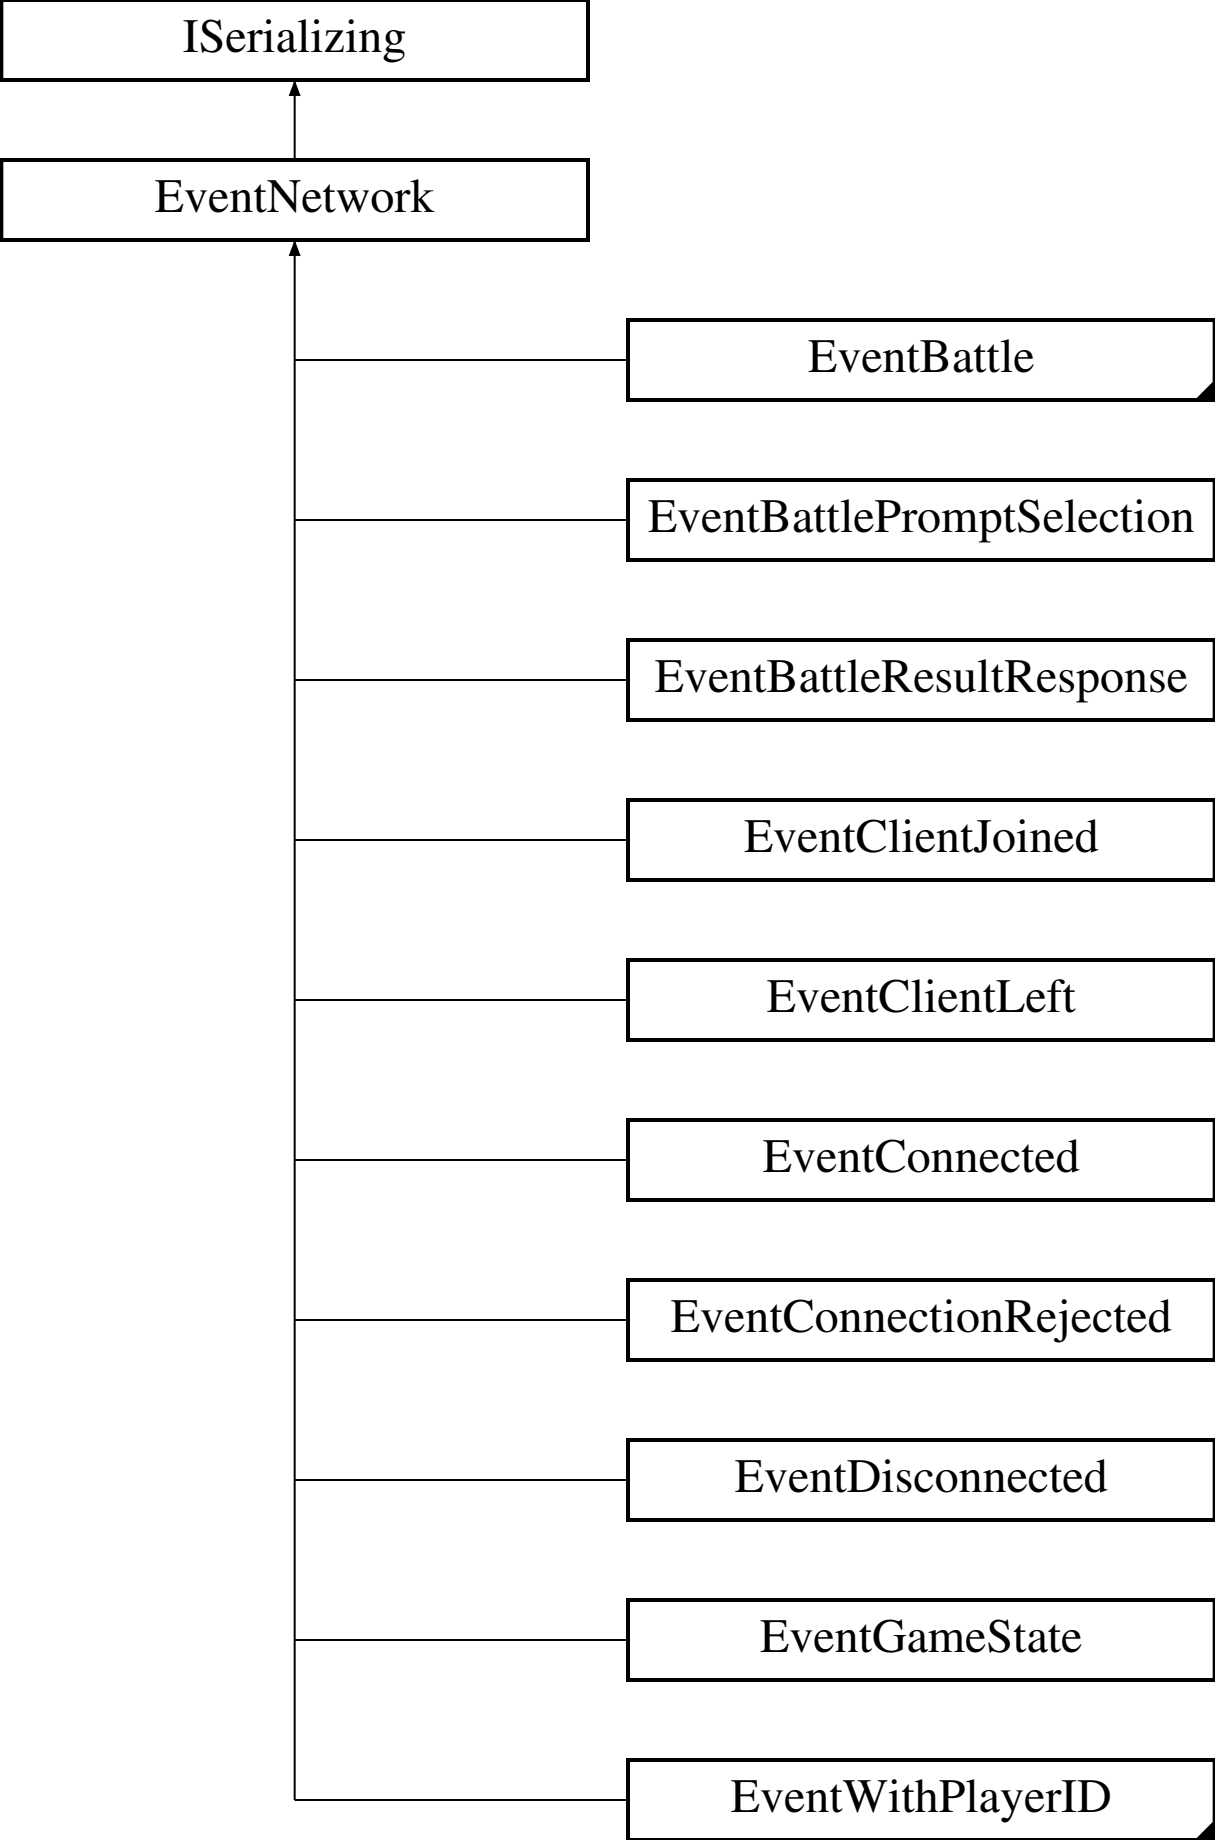 ISerializing
EventNetwork
EventBattle
EventBattlePromptSelection
EventBattleResultResponse
EventClientJoined
EventClientLeft
EventConnected
EventConnectionRejected
EventDisconnected
EventGameState
EventWithPlayerID